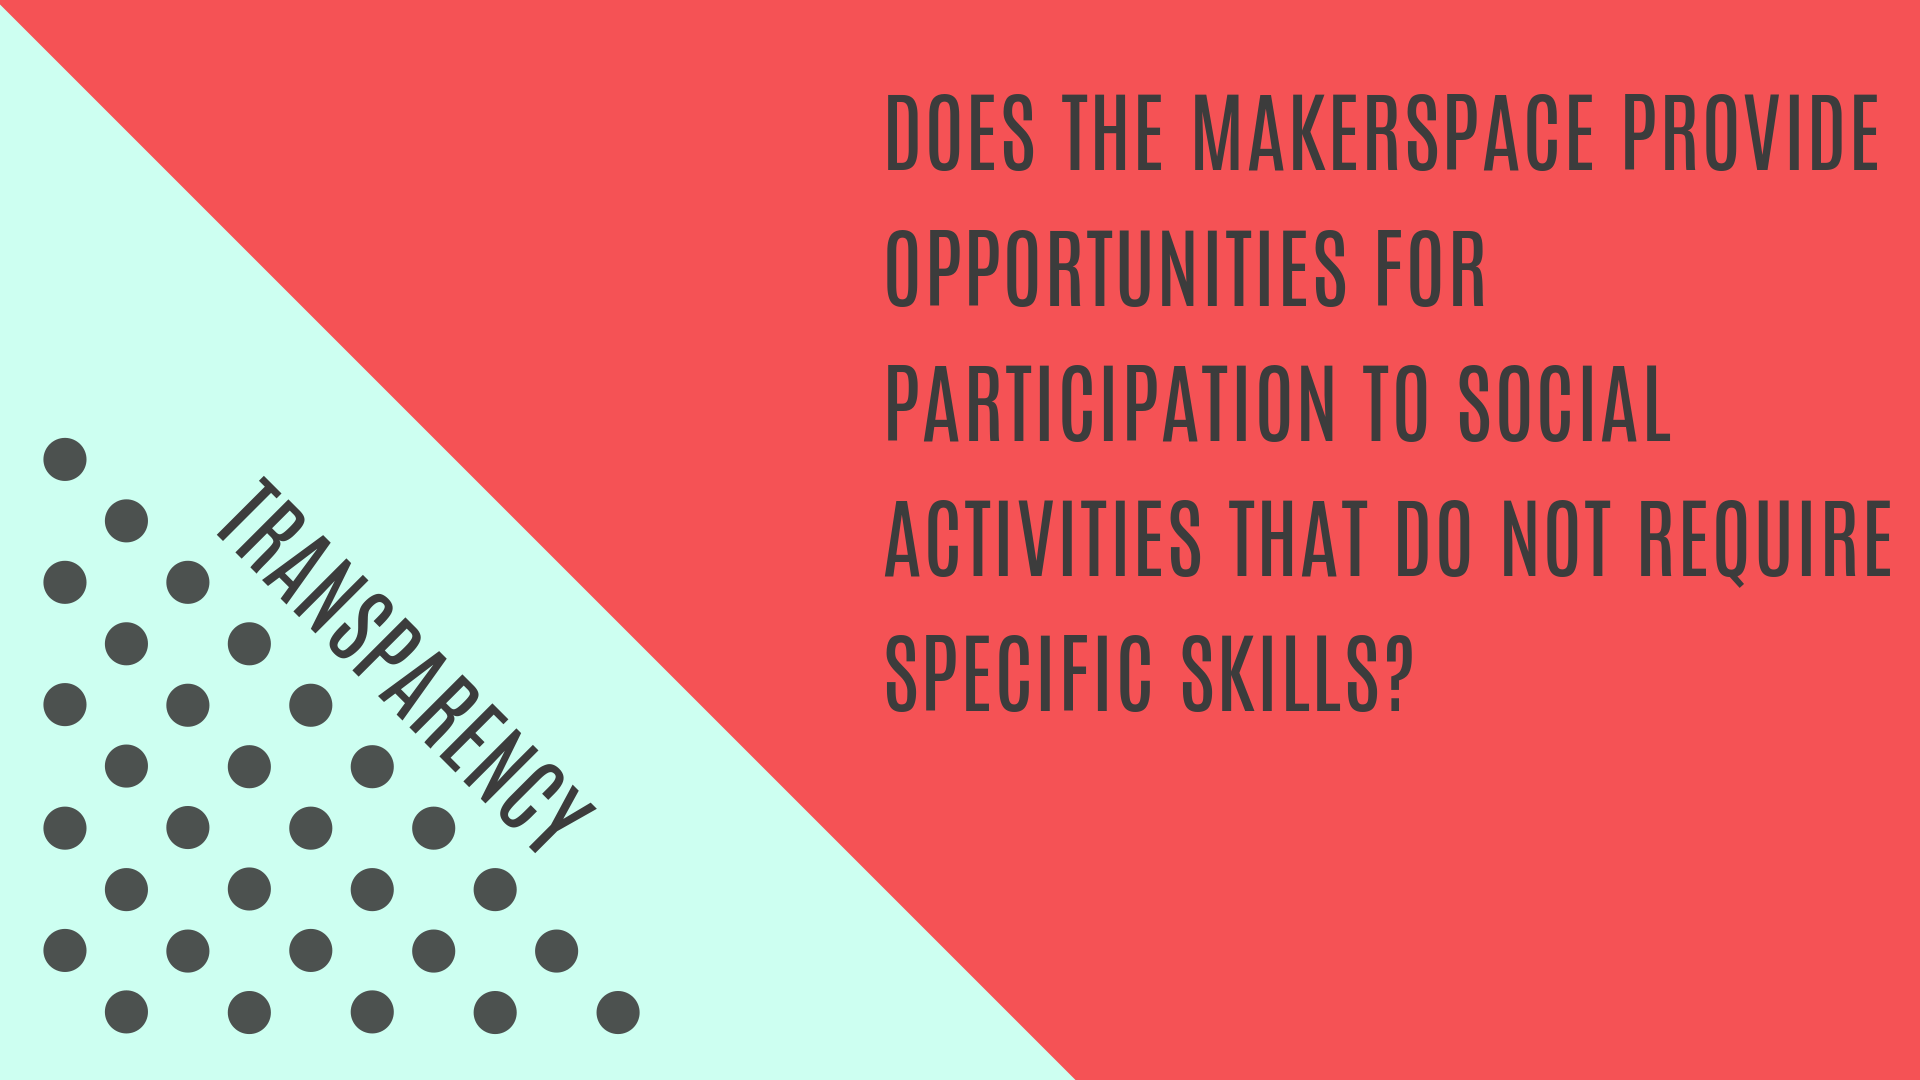 DOES THE MAKERSPACE PROVIDE
OPPORTUNITIES FOR
PARTICIPATION TO SOCIAL
ACTIVITIES THAT DO NOT REQUIRE
SPECIFIC SKILLS?
TRANSPARENCY